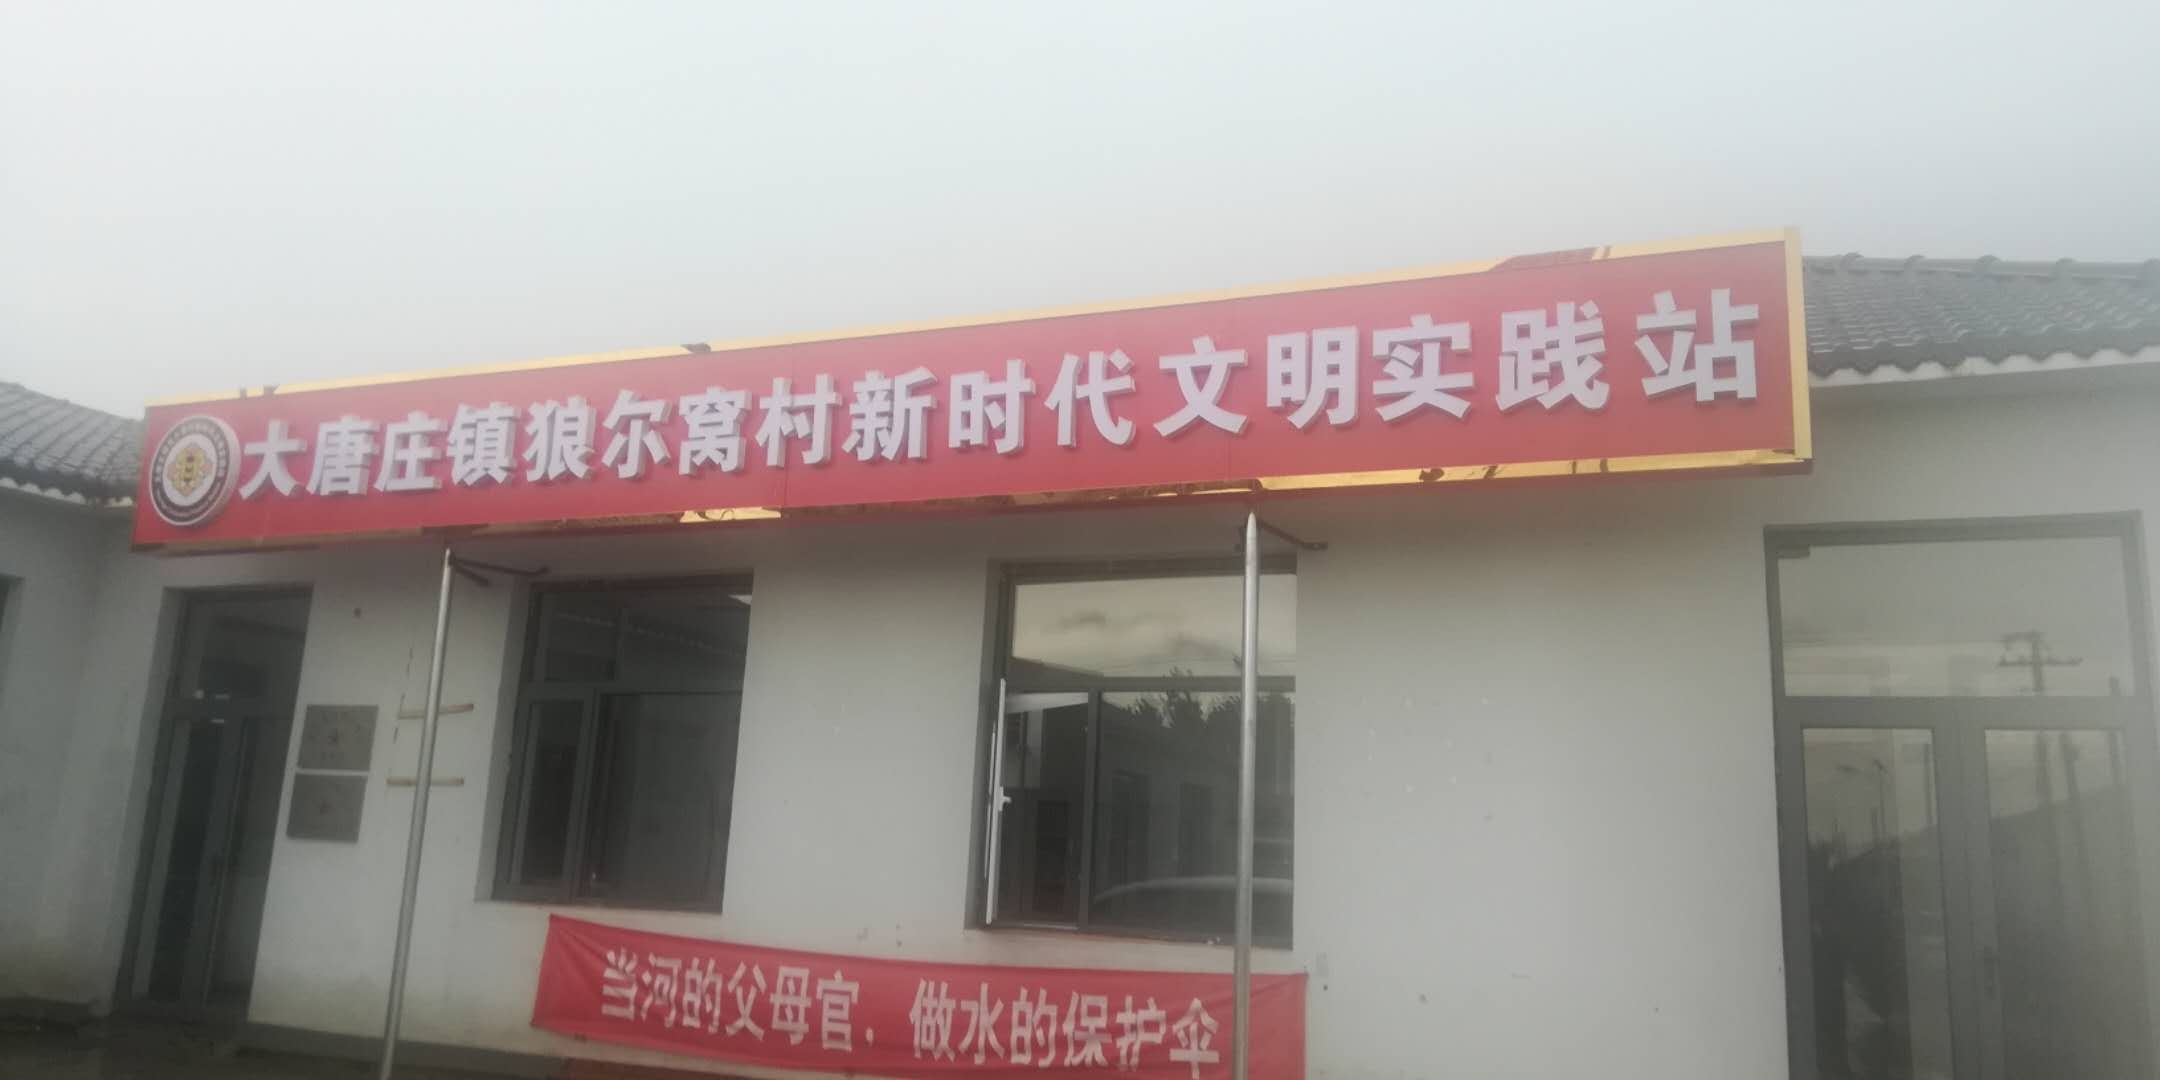 大唐庄镇狼尔窝村新时代文明实践站
当河的父母官，做水的保护伞